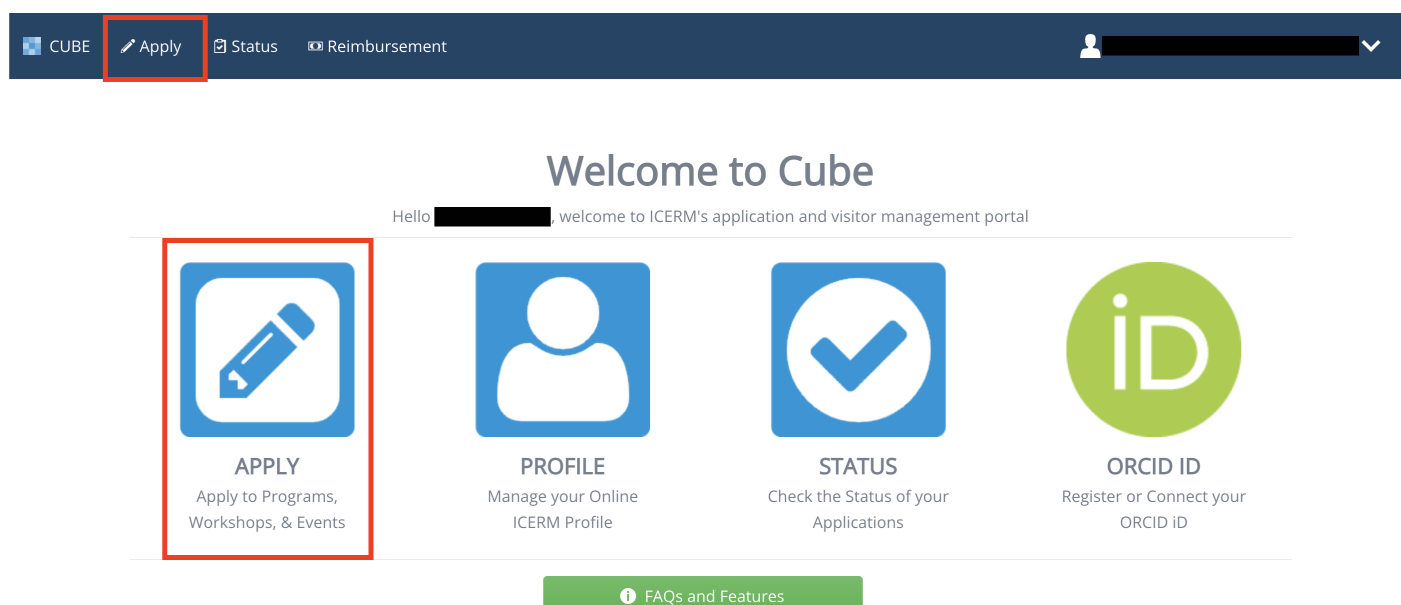 CUBE Apply Status Reimbursement
Welcome to Cube
Hello , welcome to ICERM's application and visitor management portal
iD
APPLY PROFILE STATUS ORCID ID
Apply to Programs, Manage your Online Check the Status of your Register or Connect your
Workshops, & Events ICERM Profile Applications ORCID iD
FAQs and Features